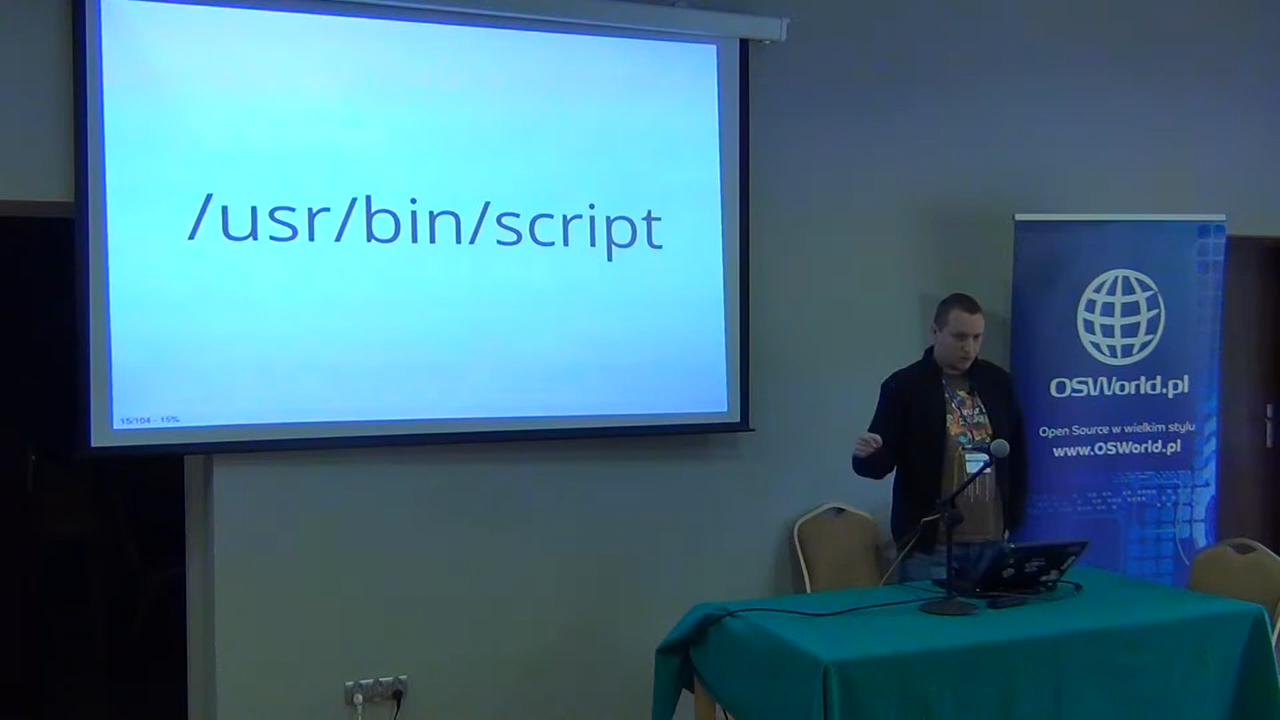 /usr/bin/script
15/104 - 15%
OSWorld.pl
Open Source w wielkim stylu
www.OSWorld.pl